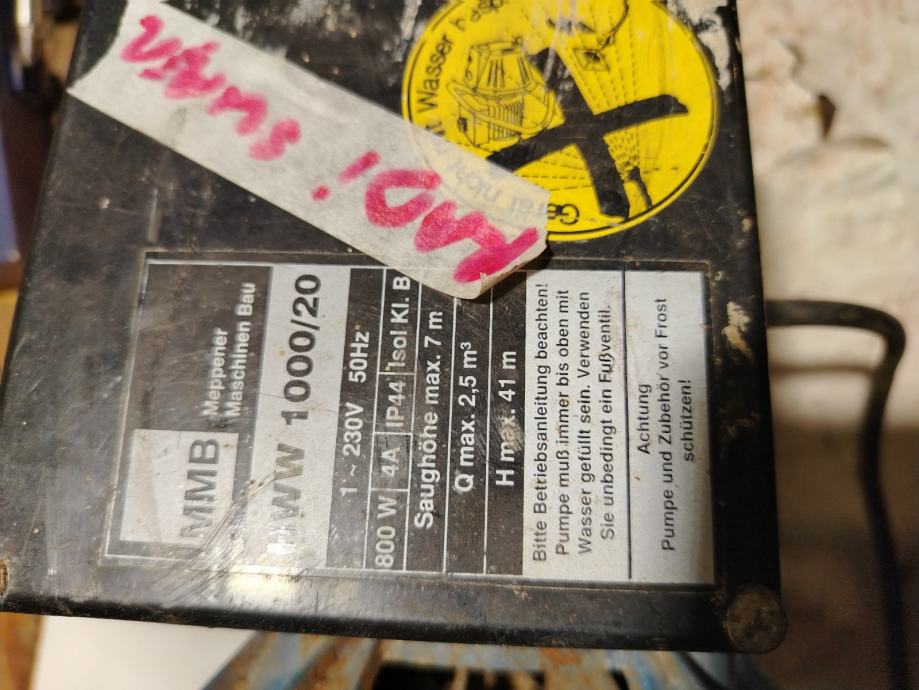 RADi!
MMB
Meppener
Maschinen Bau
HWW 1000/20
1 ~ 230V 50Hz
800 W 4A IP44 Isol Kl. B
Saughöhe max. 7 m
Q max. 2,5 m³
H max. 41 m
Bitte Betriebsanleitung beachten!
Pumpe muß immer bis oben mit
Wasser gefüllt sein. Verwenden
Sie unbedingt ein Fußventil.
Achtung
Pumpe und Zubehör vor Frost
schützen!
Wasser